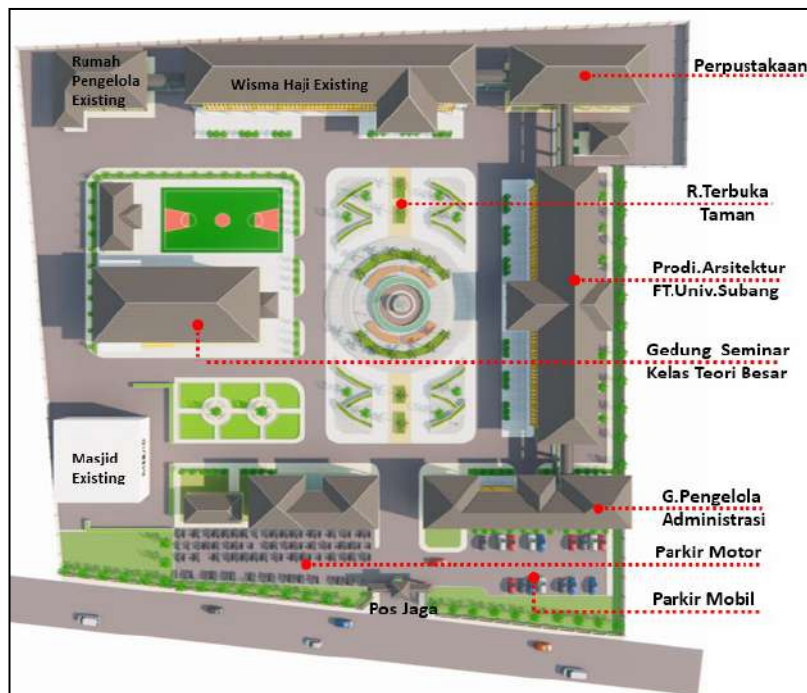 Rumah
Pengelola
Existing
Wisma Haji Existing
Perpustakaan
R.Terbuka
Taman
Prodi.Arsitektur
FT.Univ.Subang
Gedung Seminar
Kelas Teori Besar
Masjid
Existing
G.Pengelola
Administrasi
Parkir Motor
Parkir Mobil
Pos Jaga